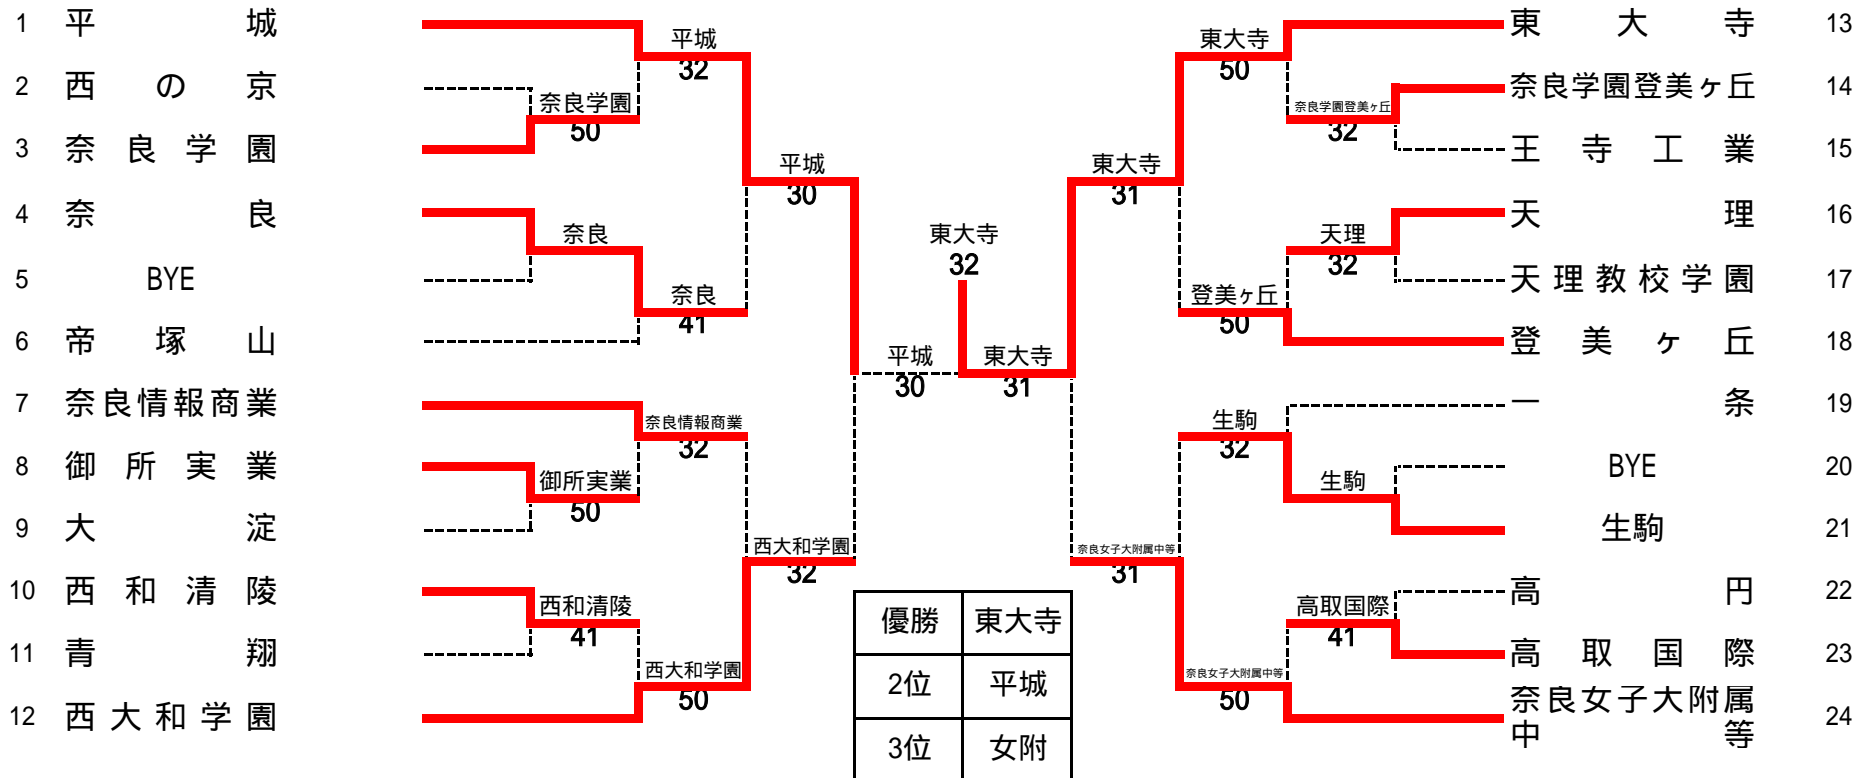 1 平城
2 西の京
3 奈良学園
4 奈良
5 BYE
6 帝塚山
7 奈良情報商業
8 御所実業
9 大淀
10 西和清陵
11 青翔
12 西大和学園
奈良学園
50
奈良
御所実業
50
西和清陵
41
平城
32
奈良
41
奈良情報商業
32
西大和学園
50
平城
30
西大和学園
32
平城
30
東大寺
32
東大寺
31
東大寺
31
奈良女子大附属中等
31
東大寺
50
登美ヶ丘
50
生駒
32
奈良女子大附属中等
50
奈良学園登美ヶ丘
32
天理
32
生駒
高取国際
41
東大寺 13
奈良学園登美ヶ丘 14
王寺工業 15
天理 16
天理教校学園 17
登美ヶ丘 18
一条 19
BYE 20
生駒 21
高円 22
高取国際 23
奈良女子大附属
中等 24
優勝 東大寺
2位 平城
3位 女附